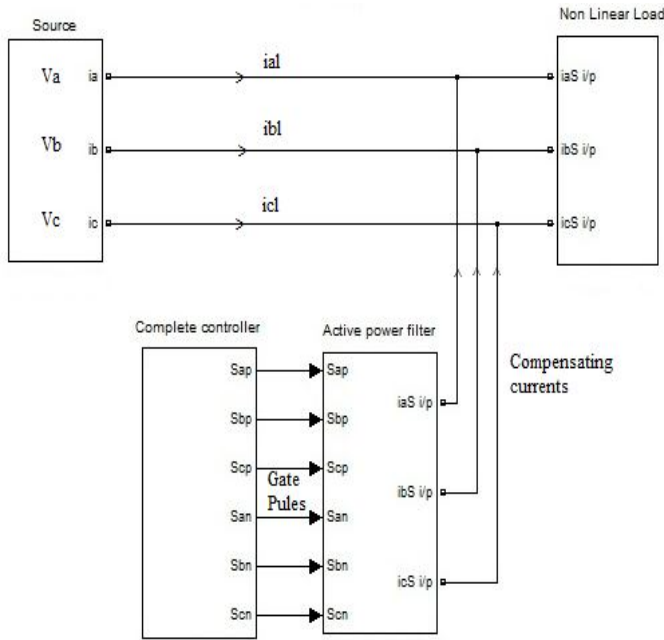 Source
Non Linear Load
Va
ia
ial
iaS i/p
Vb
ib
ibl
ibS i/p
Vc
ic
icl
icS i/p
Complete controller
Active power filter
Compensating
currents
Sap
Sap
iaS i/p
Sbp
Sbp
Scp
Scp
Gate
Pules
ibS i/p
San
San
Sbn
Sbn
icS i/p
Scn
Scn